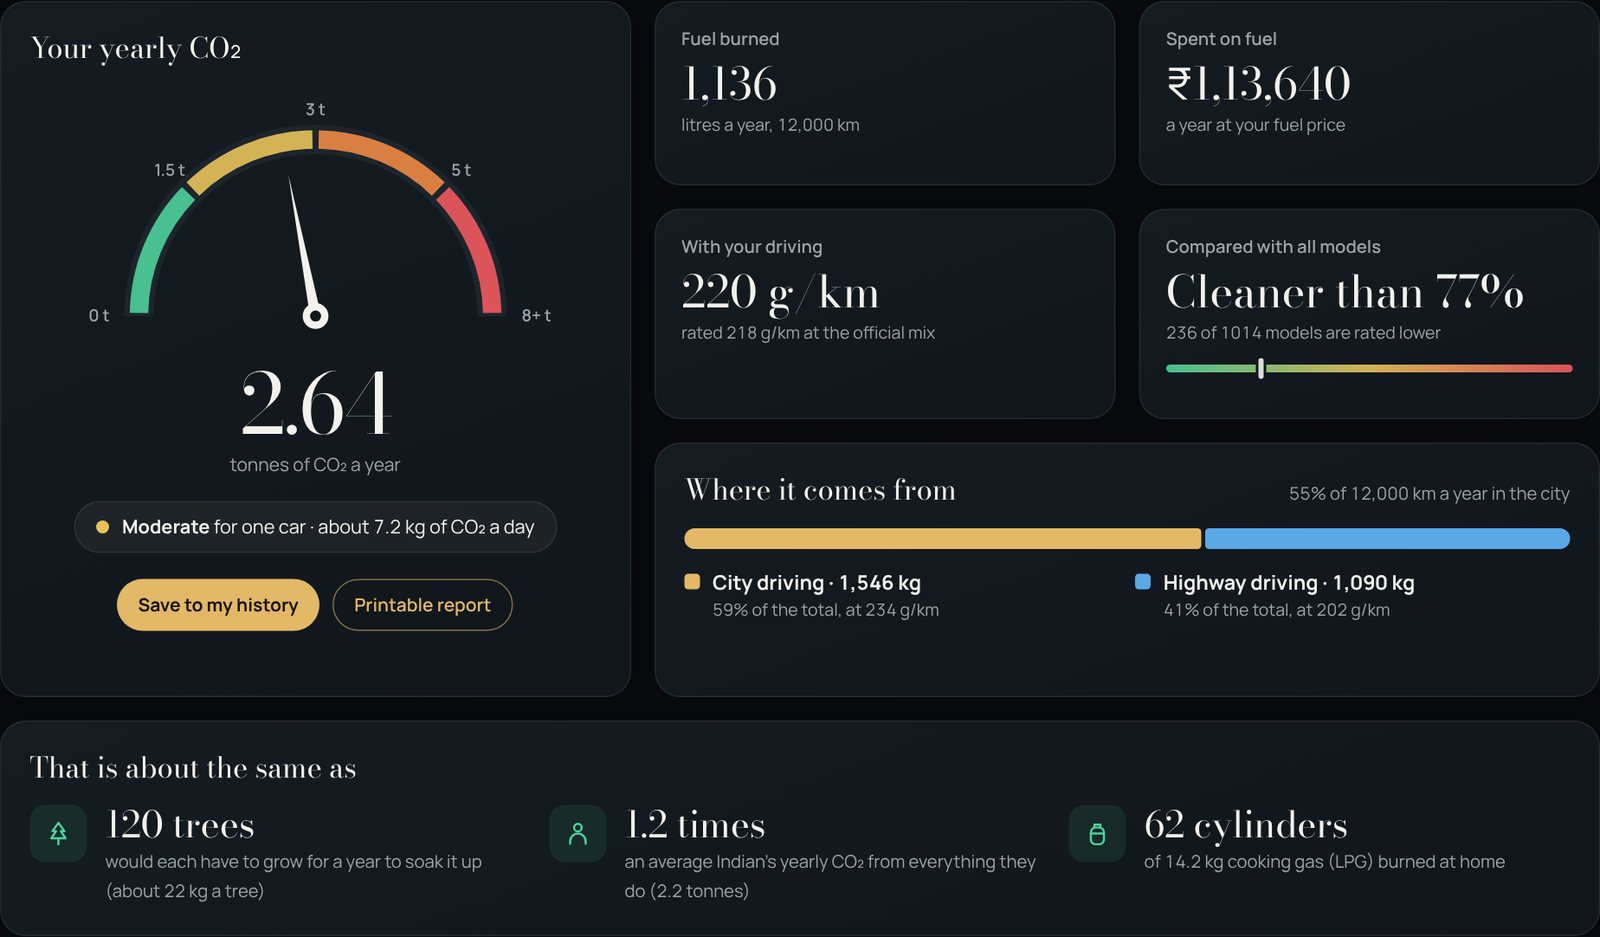 Your yearly CO₂
3 t
1.5 t
5 t
0 t
8+ t
2.64
tonnes of CO₂ a year
Moderate for one car · about 7.2 kg of CO₂ a day
Save to my history
Printable report
Fuel burned
1,136
litres a year, 12,000 km
Spent on fuel
₹1,13,640
a year at your fuel price
With your driving
220 g/km
rated 218 g/km at the official mix
Compared with all models
Cleaner than 77%
236 of 1014 models are rated lower
Where it comes from
55% of 12,000 km a year in the city
City driving · 1,546 kg
59% of the total, at 234 g/km
Highway driving · 1,090 kg
41% of the total, at 202 g/km
That is about the same as
120 trees
would each have to grow for a year to soak it up
(about 22 kg a tree)
1.2 times
an average Indian's yearly CO₂ from everything they
do (2.2 tonnes)
62 cylinders
of 14.2 kg cooking gas (LPG) burned at home